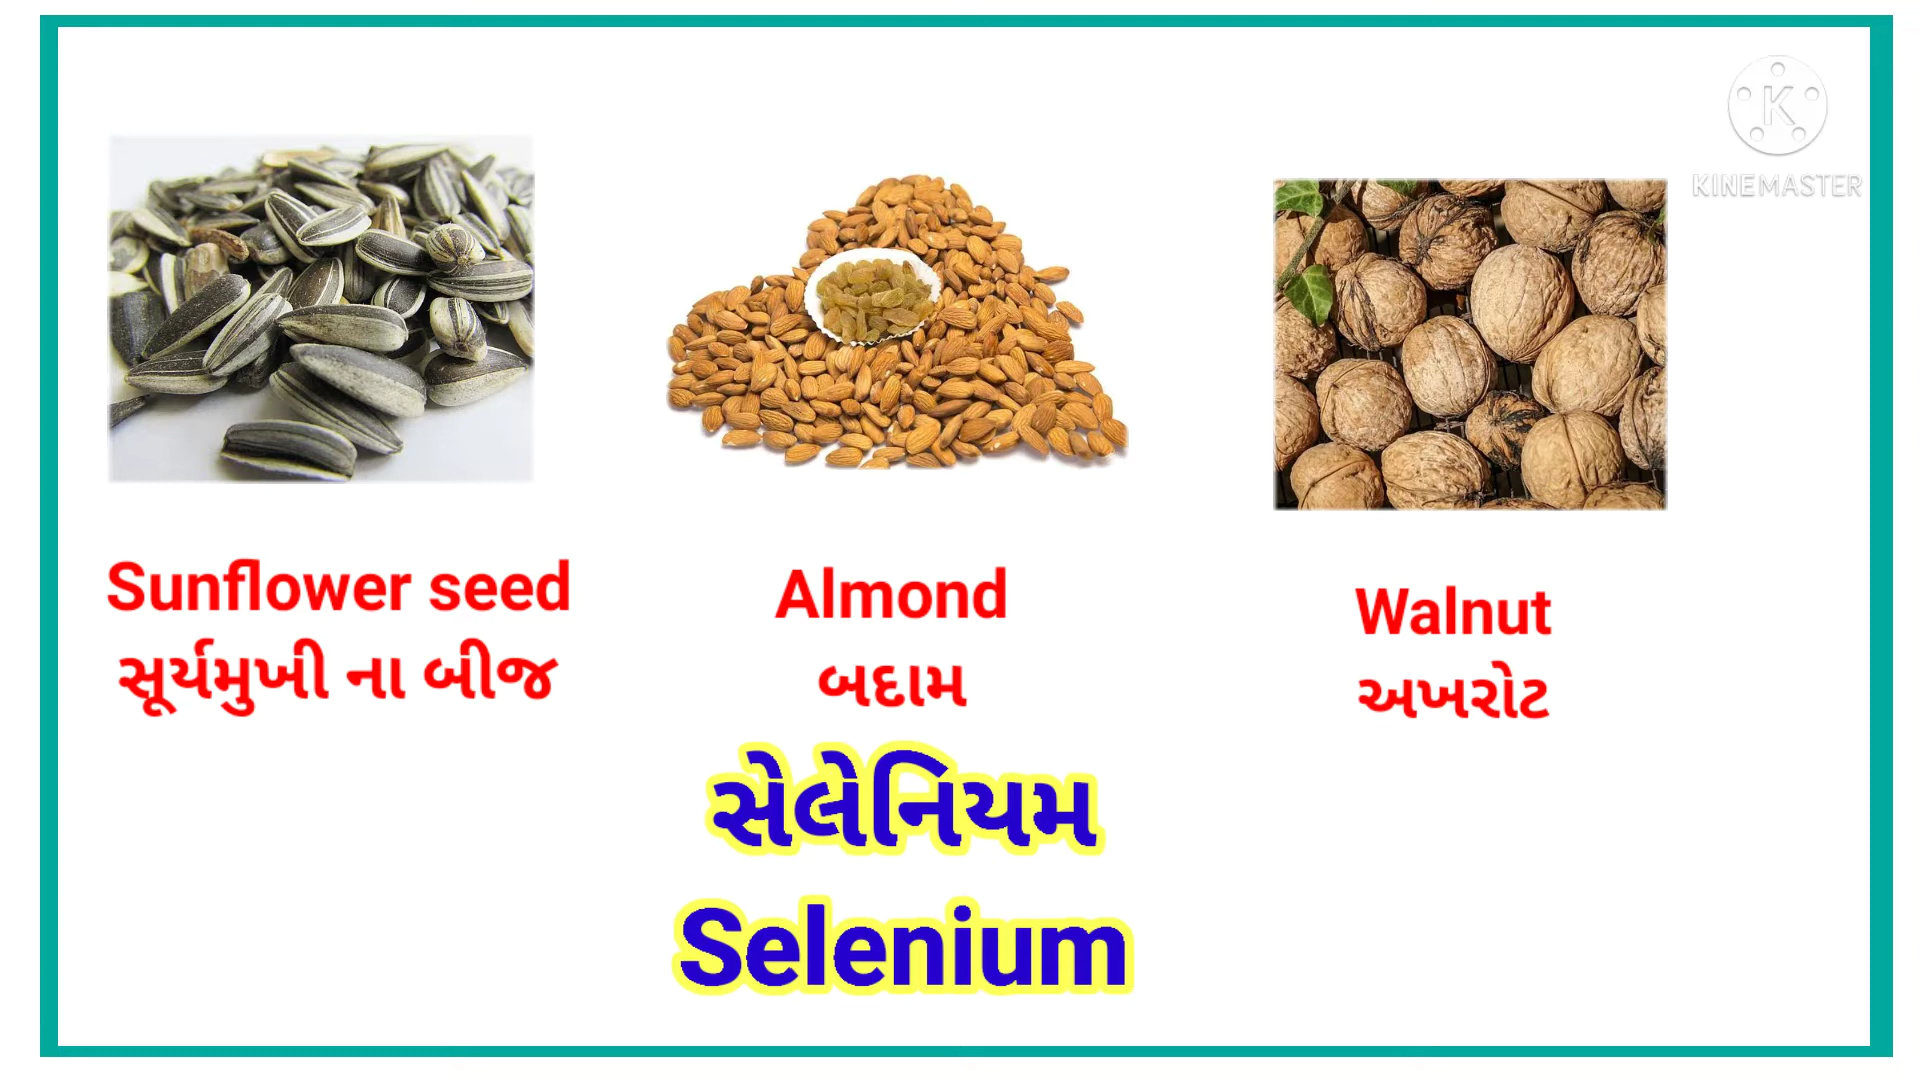 KINEMASTER
Sunflower seed
સૂર્યમુખી ના બીજ
Almond
બદામ
Walnut
અખરોટ
સેલેનિયમ
Selenium